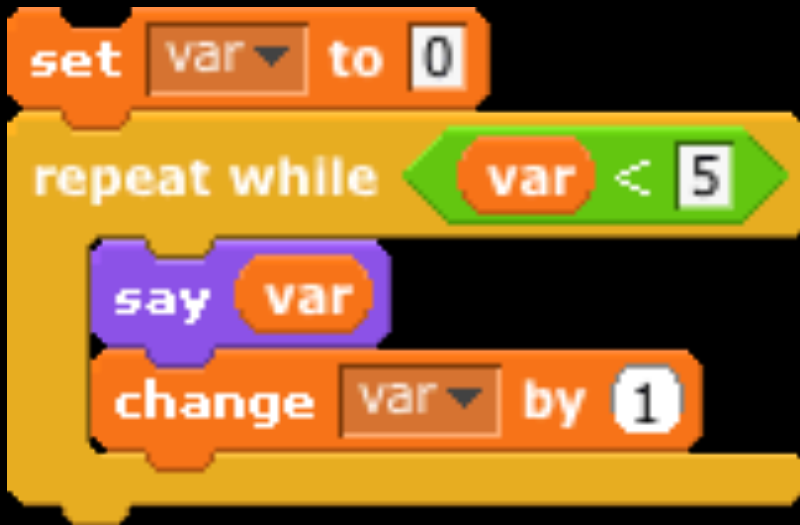 set var to 0
repeat while var < 5
say var
change var by 1